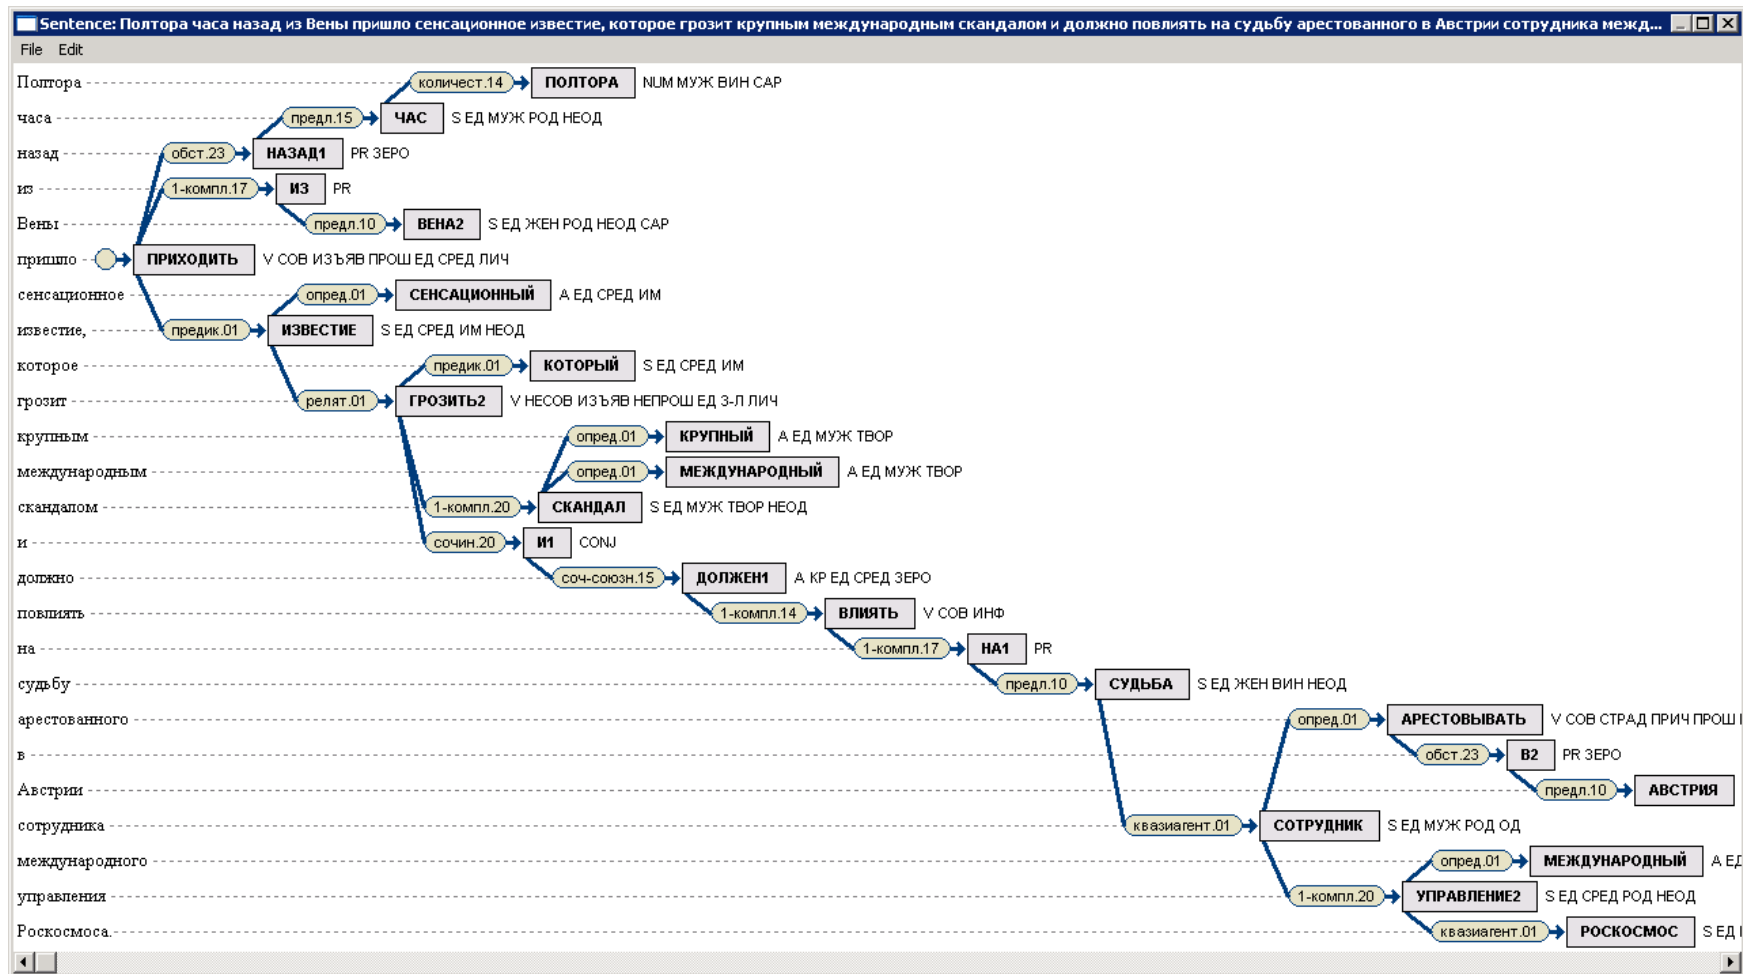 Sentence: Полтора часа назад из Вены пришло сенсационное известие, которое грозит крупным международным скандалом и должно повлиять на судьбу арестованного в Австрии сотрудника межд...
File Edit
Полтора количест.14 ПОЛТОРА NUM МУЖ ВИН CAP
часа предл.15 ЧАС S ЕД МУЖ РОД НЕОД
назад обст.23 НАЗАД1 PR ЗЕРО
из 1-компл.17 ИЗ PR
Вены предл.10 ВЕНА2 S ЕД ЖЕН РОД НЕОД CAP
пришло ПРИХОДИТЬ V СОВ ИЗЪЯВ ПРОШ ЕД СРЕД ЛИЧ
сенсационное опред.01 СЕНСАЦИОННЫЙ A ЕД СРЕД ИМ
известие, предик.01 ИЗВЕСТИЕ S ЕД СРЕД ИМ НЕОД
которое предик.01 КОТОРЫЙ S ЕД СРЕД ИМ
грозит релят.01 ГРОЗИТЬ2 V НЕСОВ ИЗЪЯВ НЕПРОШ ЕД 3-Л ЛИЧ
крупным опред.01 КРУПНЫЙ A ЕД МУЖ ТВОР
международным опред.01 МЕЖДУНАРОДНЫЙ A ЕД МУЖ ТВОР
скандалом 1-компл.20 СКАНДАЛ S ЕД МУЖ ТВОР НЕОД
и сочин.20 И1 CONJ
должно соч-союзн.15 ДОЛЖЕН1 A КР ЕД СРЕД ЗЕРО
повлиять 1-компл.14 ВЛИЯТЬ V СОВ ИНФ
на 1-компл.17 НА1 PR
судьбу предл.10 СУДЬБА S ЕД ЖЕН ВИН НЕОД
арестованного опред.01 АРЕСТОВЫВАТЬ V СОВ СТРАД ПРИЧ ПРОШ
в обст.23 В2 PR ЗЕРО
Австрии предл.10 АВСТРИЯ
сотрудника квазиагент.01 СОТРУДНИК S ЕД МУЖ РОД ОД
международного опред.01 МЕЖДУНАРОДНЫЙ A ЕД
управления 1-компл.20 УПРАВЛЕНИЕ2 S ЕД СРЕД РОД НЕОД
Роскосмоса. квазиагент.01 РОСКОСМОС S ЕД